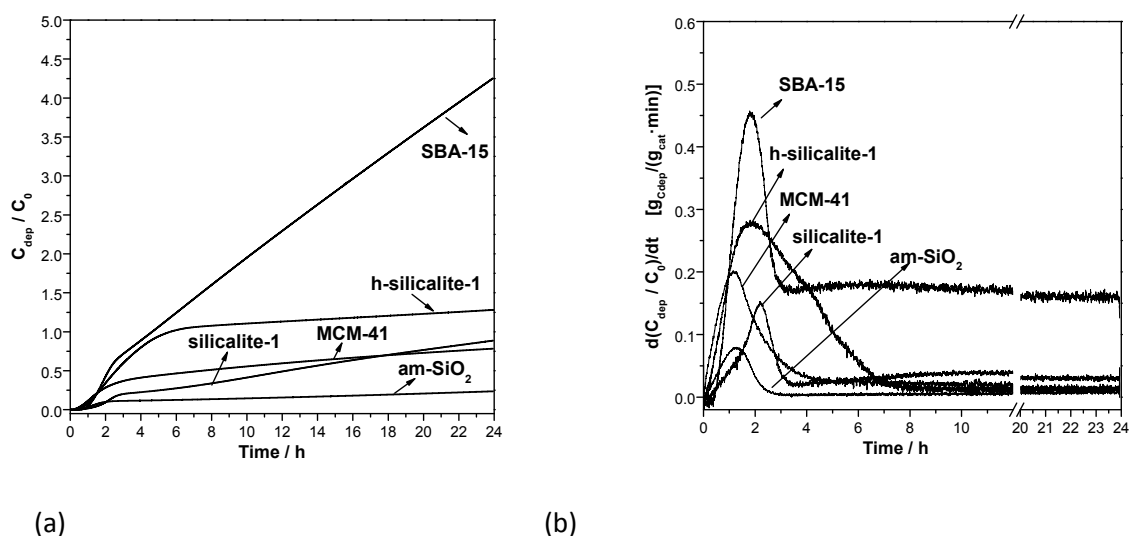 5.0
4.5
4.0
3.5
3.0
2.5
2.0
1.5
1.0
0.5
0.0
C_dep / C_0
SBA-15
h-silicalite-1
silicalite-1
MCM-41
am-SiO_2
0 2 4 6 8 10 12 14 16 18 20 22 24
Time / h
0.6
0.5
0.4
0.3
0.2
0.1
0.0
d(C_dep / C_0)/dt [g_Cdep/(g_cat·min)]
SBA-15
h-silicalite-1
MCM-41
silicalite-1
am-SiO_2
0 2 4 6 8 10 20 21 22 23 24
Time / h
(a) (b)